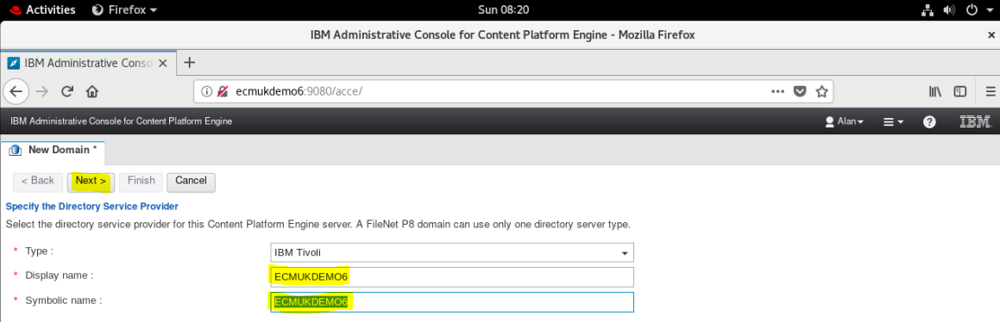 Activities Firefox Sun 08:20
IBM Administrative Console for Content Platform Engine - Mozilla Firefox
IBM Administrative Conso
ecmukdemo6:9080/acce/
IBM Administrative Console for Content Platform Engine Alan IBM
New Domain *
< Back Next > Finish Cancel
Specify the Directory Service Provider
Select the directory service provider for this Content Platform Engine server. A FileNet P8 domain can use only one directory server type.
* Type : IBM Tivoli
* Display name : ECMUKDEMO6
* Symbolic name : ECMUKDEMO6